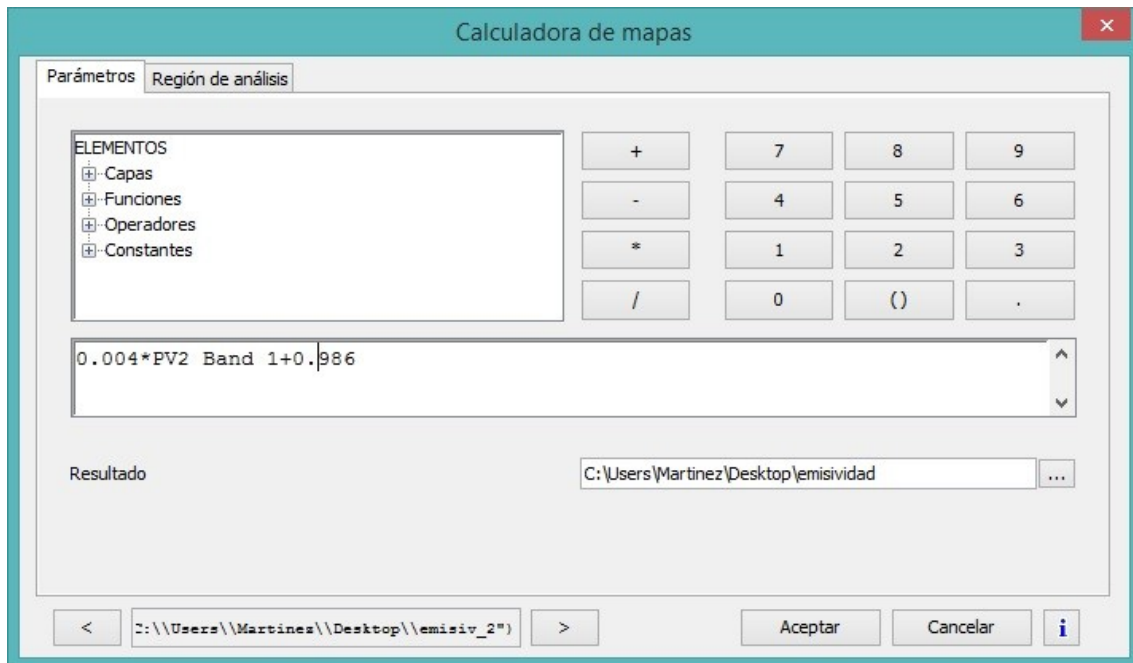 Calculadora de mapas
×
Parámetros Región de análisis
ELEMENTOS
Capas
Funciones
Operadores
Constantes
+ 7 8 9
- 4 5 6
* 1 2 3
/ 0 () .
0.004*PV2 Band 1+0.986
Resultado C:\Users\Martinez\Desktop\emisividad ...
< C:\\Users\\Martinez\\Desktop\\emisiv_2") > Aceptar Cancelar i